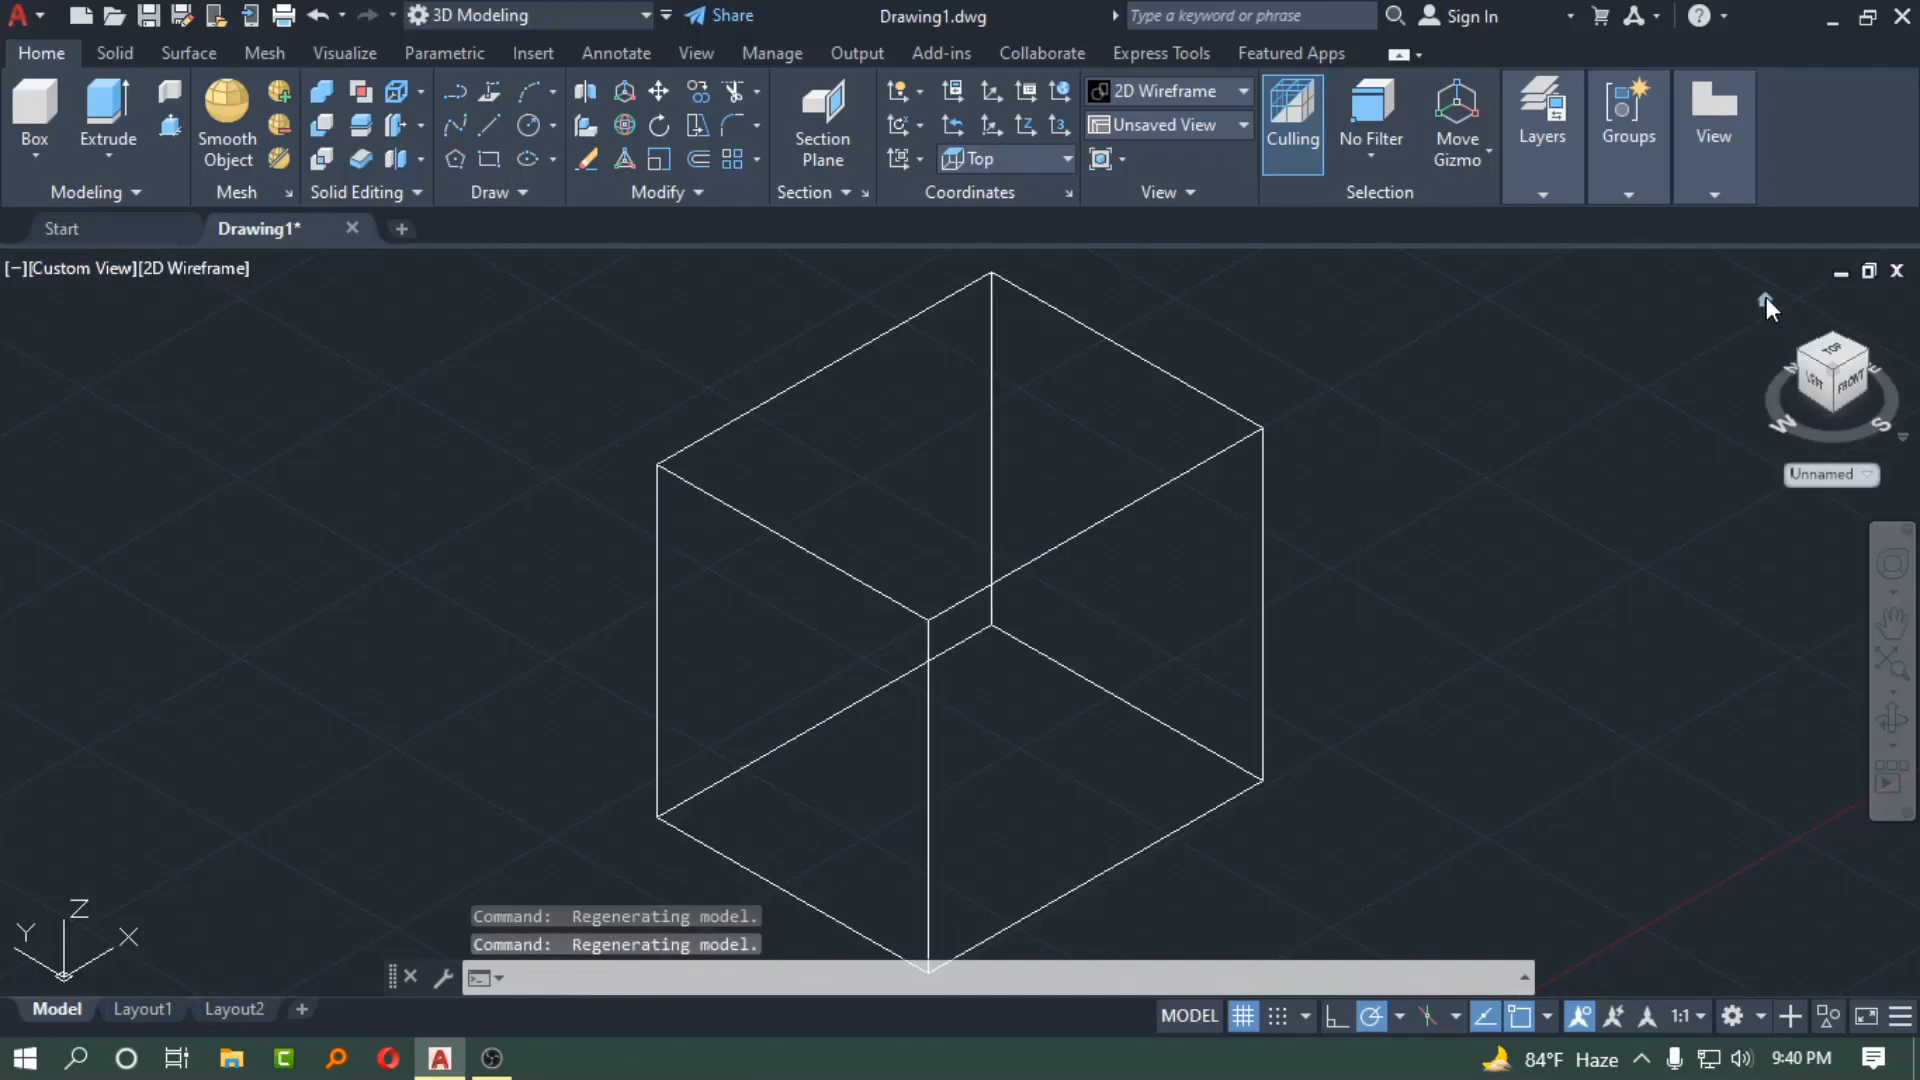 3D Modeling
Share
Drawing1.dwg
Type a keyword or phrase
Sign In
Home
Solid
Surface
Mesh
Visualize
Parametric
Insert
Annotate
View
Manage
Output
Add-ins
Collaborate
Express Tools
Featured Apps
Box
Extrude
Smooth
Object
Section
Plane
Top
2D Wireframe
Unsaved View
Culling
No Filter
Move
Gizmo
Layers
Groups
View
Modeling
Mesh
Solid Editing
Draw
Modify
Section
Coordinates
View
Selection
Start
Drawing1*
[−][Custom View][2D Wireframe]
TOP
LEFT
FRONT
W
S
Unnamed
Z
Y
X
Command: Regenerating model.
Command: Regenerating model.
Model
Layout1
Layout2
MODEL
1:1
84°F Haze
9:40 PM